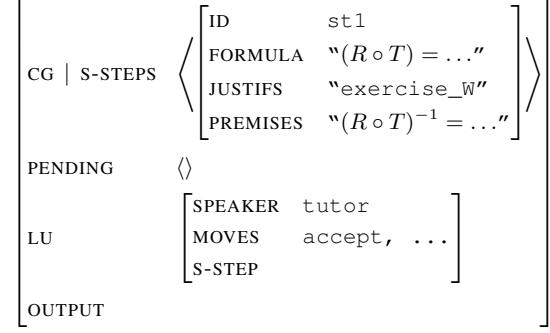 ID st1
FORMULA “(R ∘ T) = …”
CG | S-STEPS JUSTIFS “exercise_W”
PREMISES “(R ∘ T)⁻¹ = …”
PENDING ⟨⟩
SPEAKER tutor
LU MOVES accept, ...
S-STEP
OUTPUT